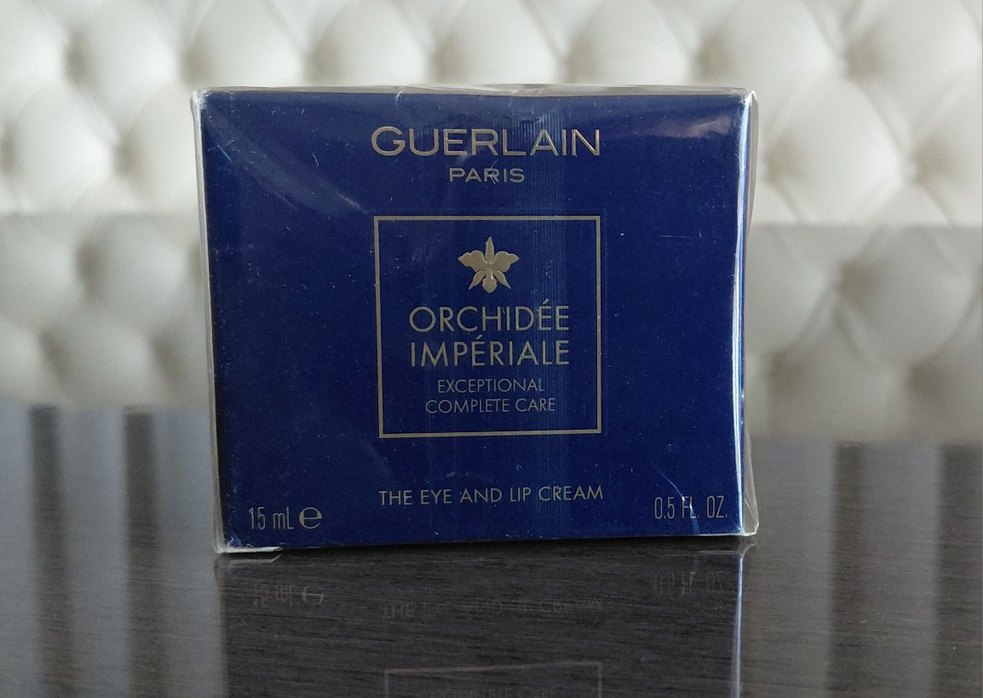 GUERLAIN
PARIS
ORCHIDÉE
IMPÉRIALE
EXCEPTIONAL
COMPLETE CARE
THE EYE AND LIP CREAM
15 mL ℮
0.5 FL. OZ.